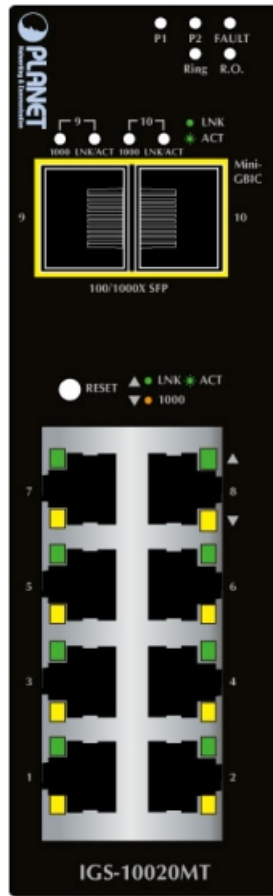 PLANET
Networking & Communication
P1 P2 FAULT
Ring R.O.
9 10 LNK
1000 LNK/ACT 1000 LNK/ACT ACT
Mini-
GBIC
9 10
100/1000X SFP
RESET LNK ACT
1000
7 8
5 6
3 4
1 2
IGS-10020MT